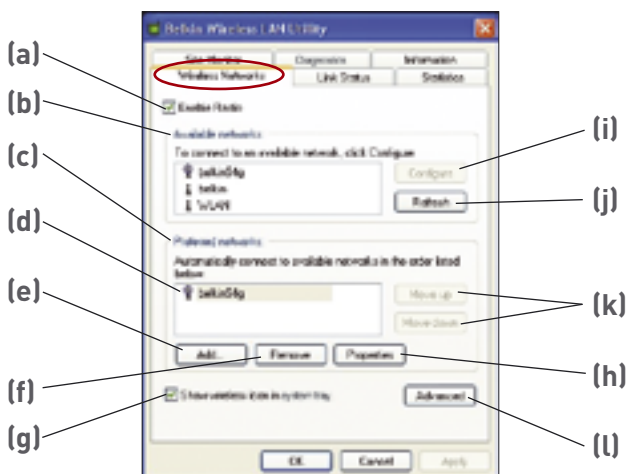 Belkin Wireless LAN Utility
Site Monitor Diagnostics Information
Wireless Networks Link Status Statistics
(a)
Enable Radio
(b)
Available networks
To connect to an available network, click Configure
(c)
belkin54g
Configure
(i)
belkin
WLAN
Refresh
(j)
(d)
Preferred networks
Automatically connect to available networks in the order listed
below
(e)
belkin54g
Move up
(k)
Move down
Add... Remove Properties
(f)
(h)
(g)
Show wireless icon in system tray
Advanced
(l)
OK Cancel Apply